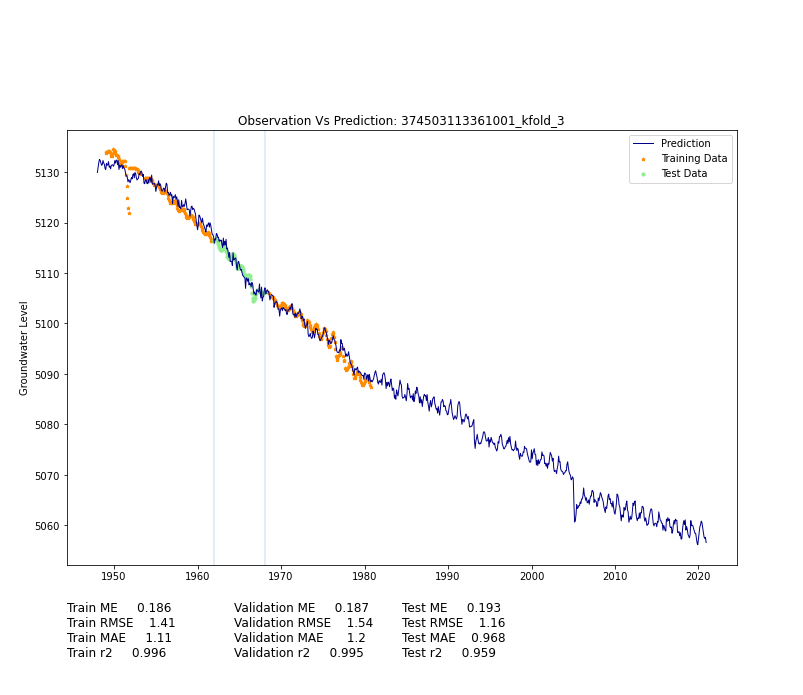 Observation Vs Prediction: 374503113361001_kfold_3
Prediction
Training Data
Test Data
Groundwater Level
5130
5120
5110
5100
5090
5080
5070
5060
1950 1960 1970 1980 1990 2000 2010 2020
Train ME 0.186 Validation ME 0.187 Test ME 0.193
Train RMSE 1.41 Validation RMSE 1.54 Test RMSE 1.16
Train MAE 1.11 Validation MAE 1.2 Test MAE 0.968
Train r2 0.996 Validation r2 0.995 Test r2 0.959